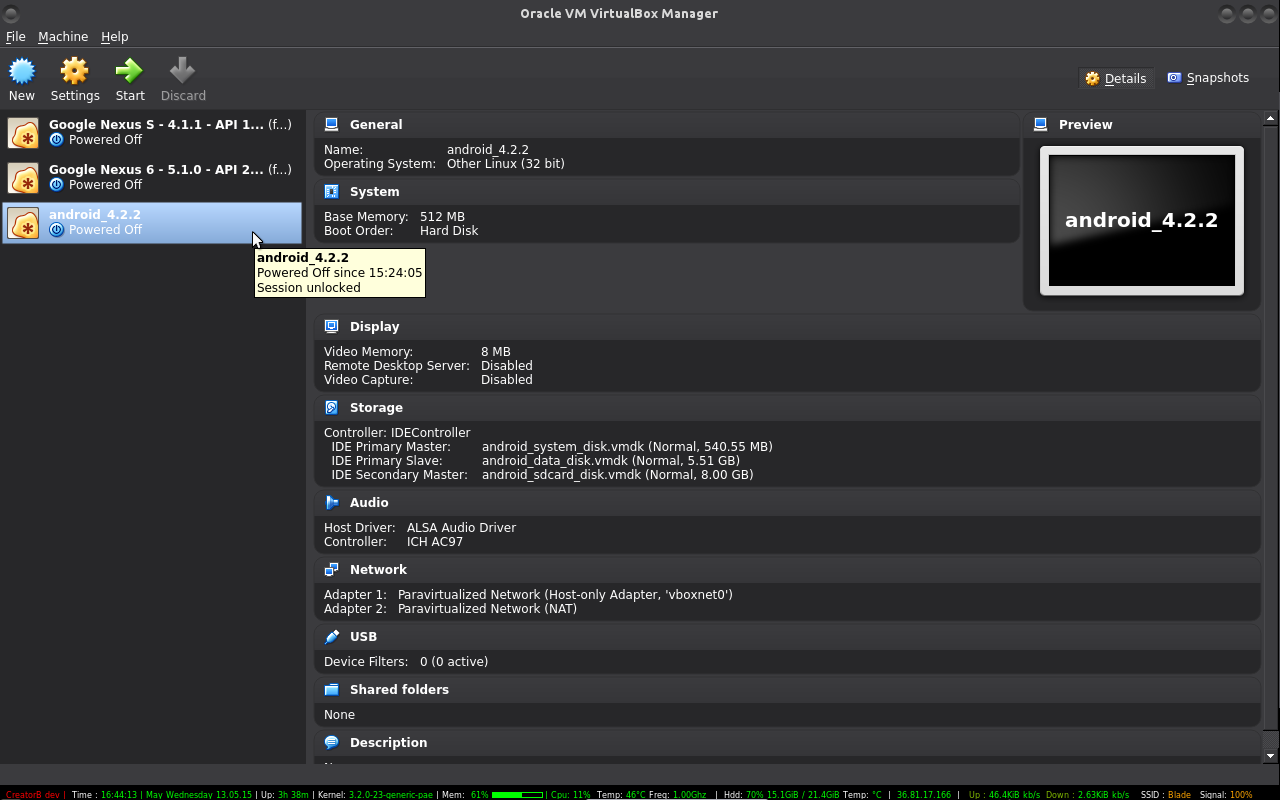 Oracle VM VirtualBox Manager
File Machine Help
New Settings Start Discard
Details Snapshots
Google Nexus S - 4.1.1 - API 1... (f...)
Powered Off
Google Nexus 6 - 5.1.0 - API 2... (f...)
Powered Off
android_4.2.2
Powered Off
android_4.2.2
Powered Off since 15:24:05
Session unlocked
General
Name: android_4.2.2
Operating System: Other Linux (32 bit)
System
Base Memory: 512 MB
Boot Order: Hard Disk
Preview
android_4.2.2
Display
Video Memory: 8 MB
Remote Desktop Server: Disabled
Video Capture: Disabled
Storage
Controller: IDEController
IDE Primary Master: android_system_disk.vmdk (Normal, 540.55 MB)
IDE Primary Slave: android_data_disk.vmdk (Normal, 5.51 GB)
IDE Secondary Master: android_sdcard_disk.vmdk (Normal, 8.00 GB)
Audio
Host Driver: ALSA Audio Driver
Controller: ICH AC97
Network
Adapter 1: Paravirtualized Network (Host-only Adapter, 'vboxnet0')
Adapter 2: Paravirtualized Network (NAT)
USB
Device Filters: 0 (0 active)
Shared folders
None
Description
CreatorB dev | Time : 16:44:13 | May Wednesday 13.05.15 | Up: 3h 38m | Kernel: 3.2.0-23-generic-pae | Mem: 61% | Cpu: 11% Temp: 46°C Freq: 1.00Ghz | Hdd: 70% 15.1GiB / 21.4GiB Temp: °C | 36.81.17.166 | Up : 46.4KiB kb/s Down : 2.63KiB kb/s SSID : Blade Signal: 100%